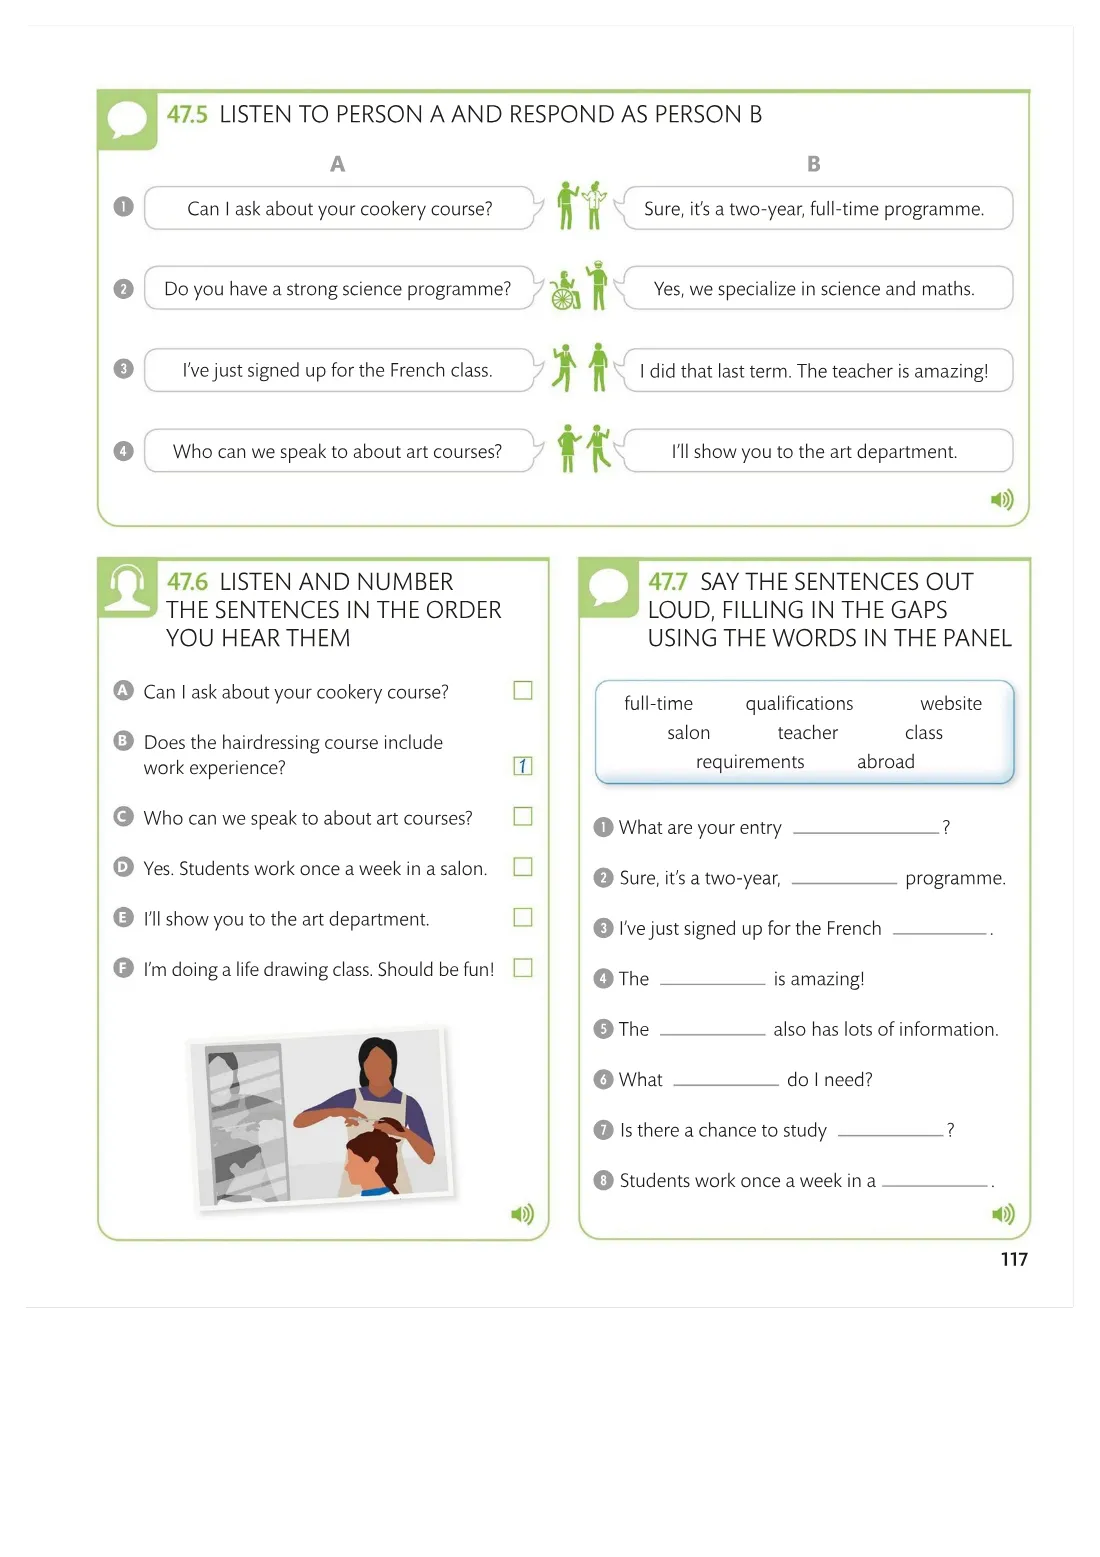 47.5 LISTEN TO PERSON A AND RESPOND AS PERSON B
A
B
1 Can I ask about your cookery course?
Sure, it's a two-year, full-time programme.
2 Do you have a strong science programme?
Yes, we specialize in science and maths.
3 I've just signed up for the French class.
I did that last term. The teacher is amazing!
4 Who can we speak to about art courses?
I'll show you to the art department.
47.6 LISTEN AND NUMBER
THE SENTENCES IN THE ORDER
YOU HEAR THEM
A Can I ask about your cookery course?
B Does the hairdressing course include
work experience? 1
C Who can we speak to about art courses?
D Yes. Students work once a week in a salon.
E I'll show you to the art department.
F I'm doing a life drawing class. Should be fun!
47.7 SAY THE SENTENCES OUT
LOUD, FILLING IN THE GAPS
USING THE WORDS IN THE PANEL
full-time qualifications website
salon teacher class
requirements abroad
1 What are your entry ______________ ?
2 Sure, it's a two-year, __________ programme.
3 I've just signed up for the French _________ .
4 The __________ is amazing!
5 The __________ also has lots of information.
6 What __________ do I need?
7 Is there a chance to study __________ ?
8 Students work once a week in a __________ .
117